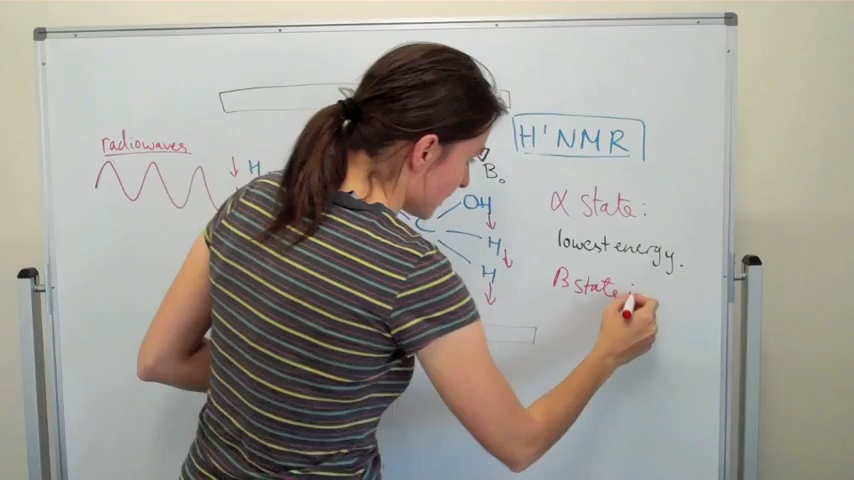 H'NMR
radiowaves
H
B₀
OH
C
H
H
α state:
lowest energy.
β state: